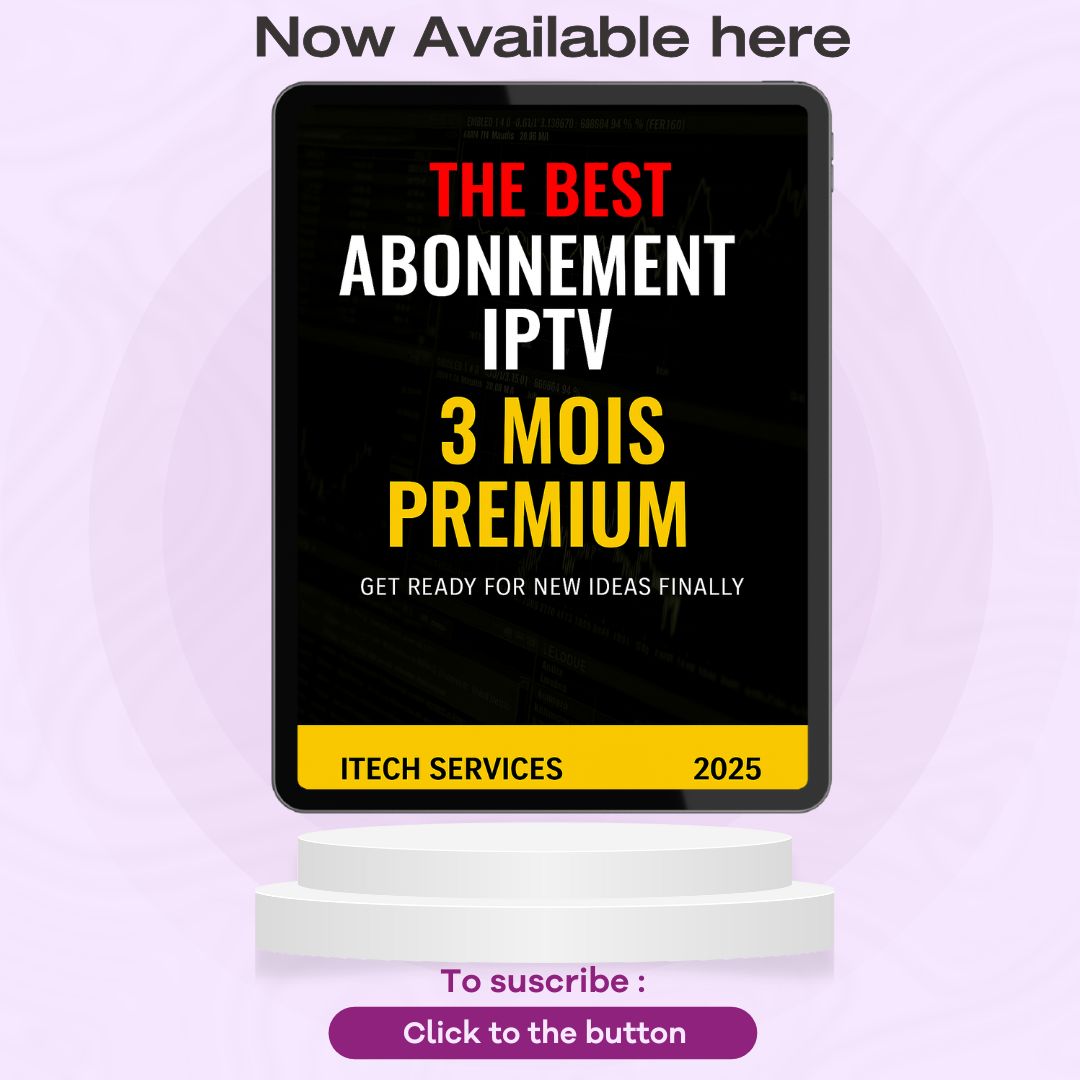 Now Available here
THE BEST
ABONNEMENT
IPTV
3 MOIS
PREMIUM
GET READY FOR NEW IDEAS FINALLY
ITECH SERVICES 2025
To suscribe :
Click to the button